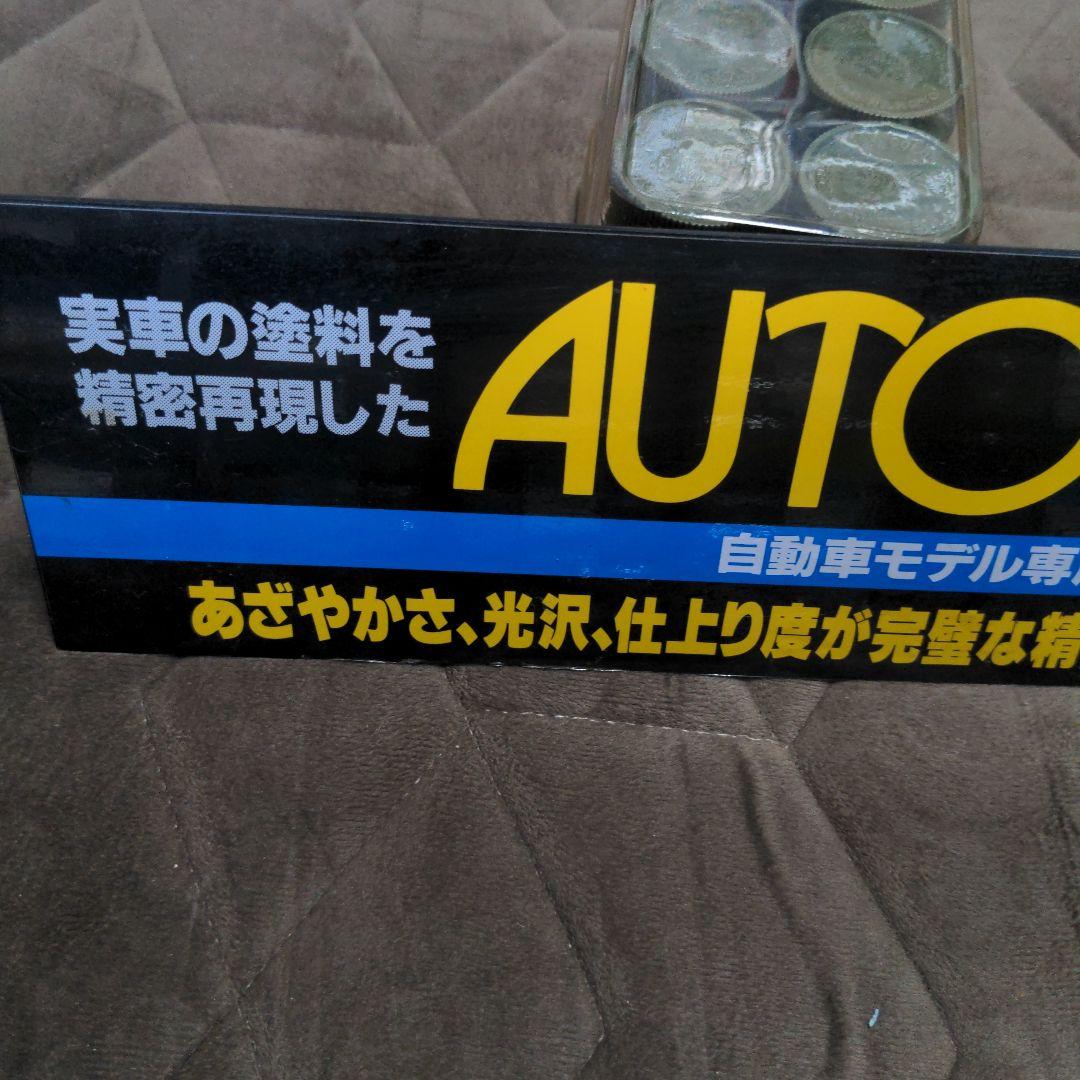 実車の塗料を
精密再現した
AUTO
自動車モデル専
あざやかさ、光沢、仕上り度が完璧な精